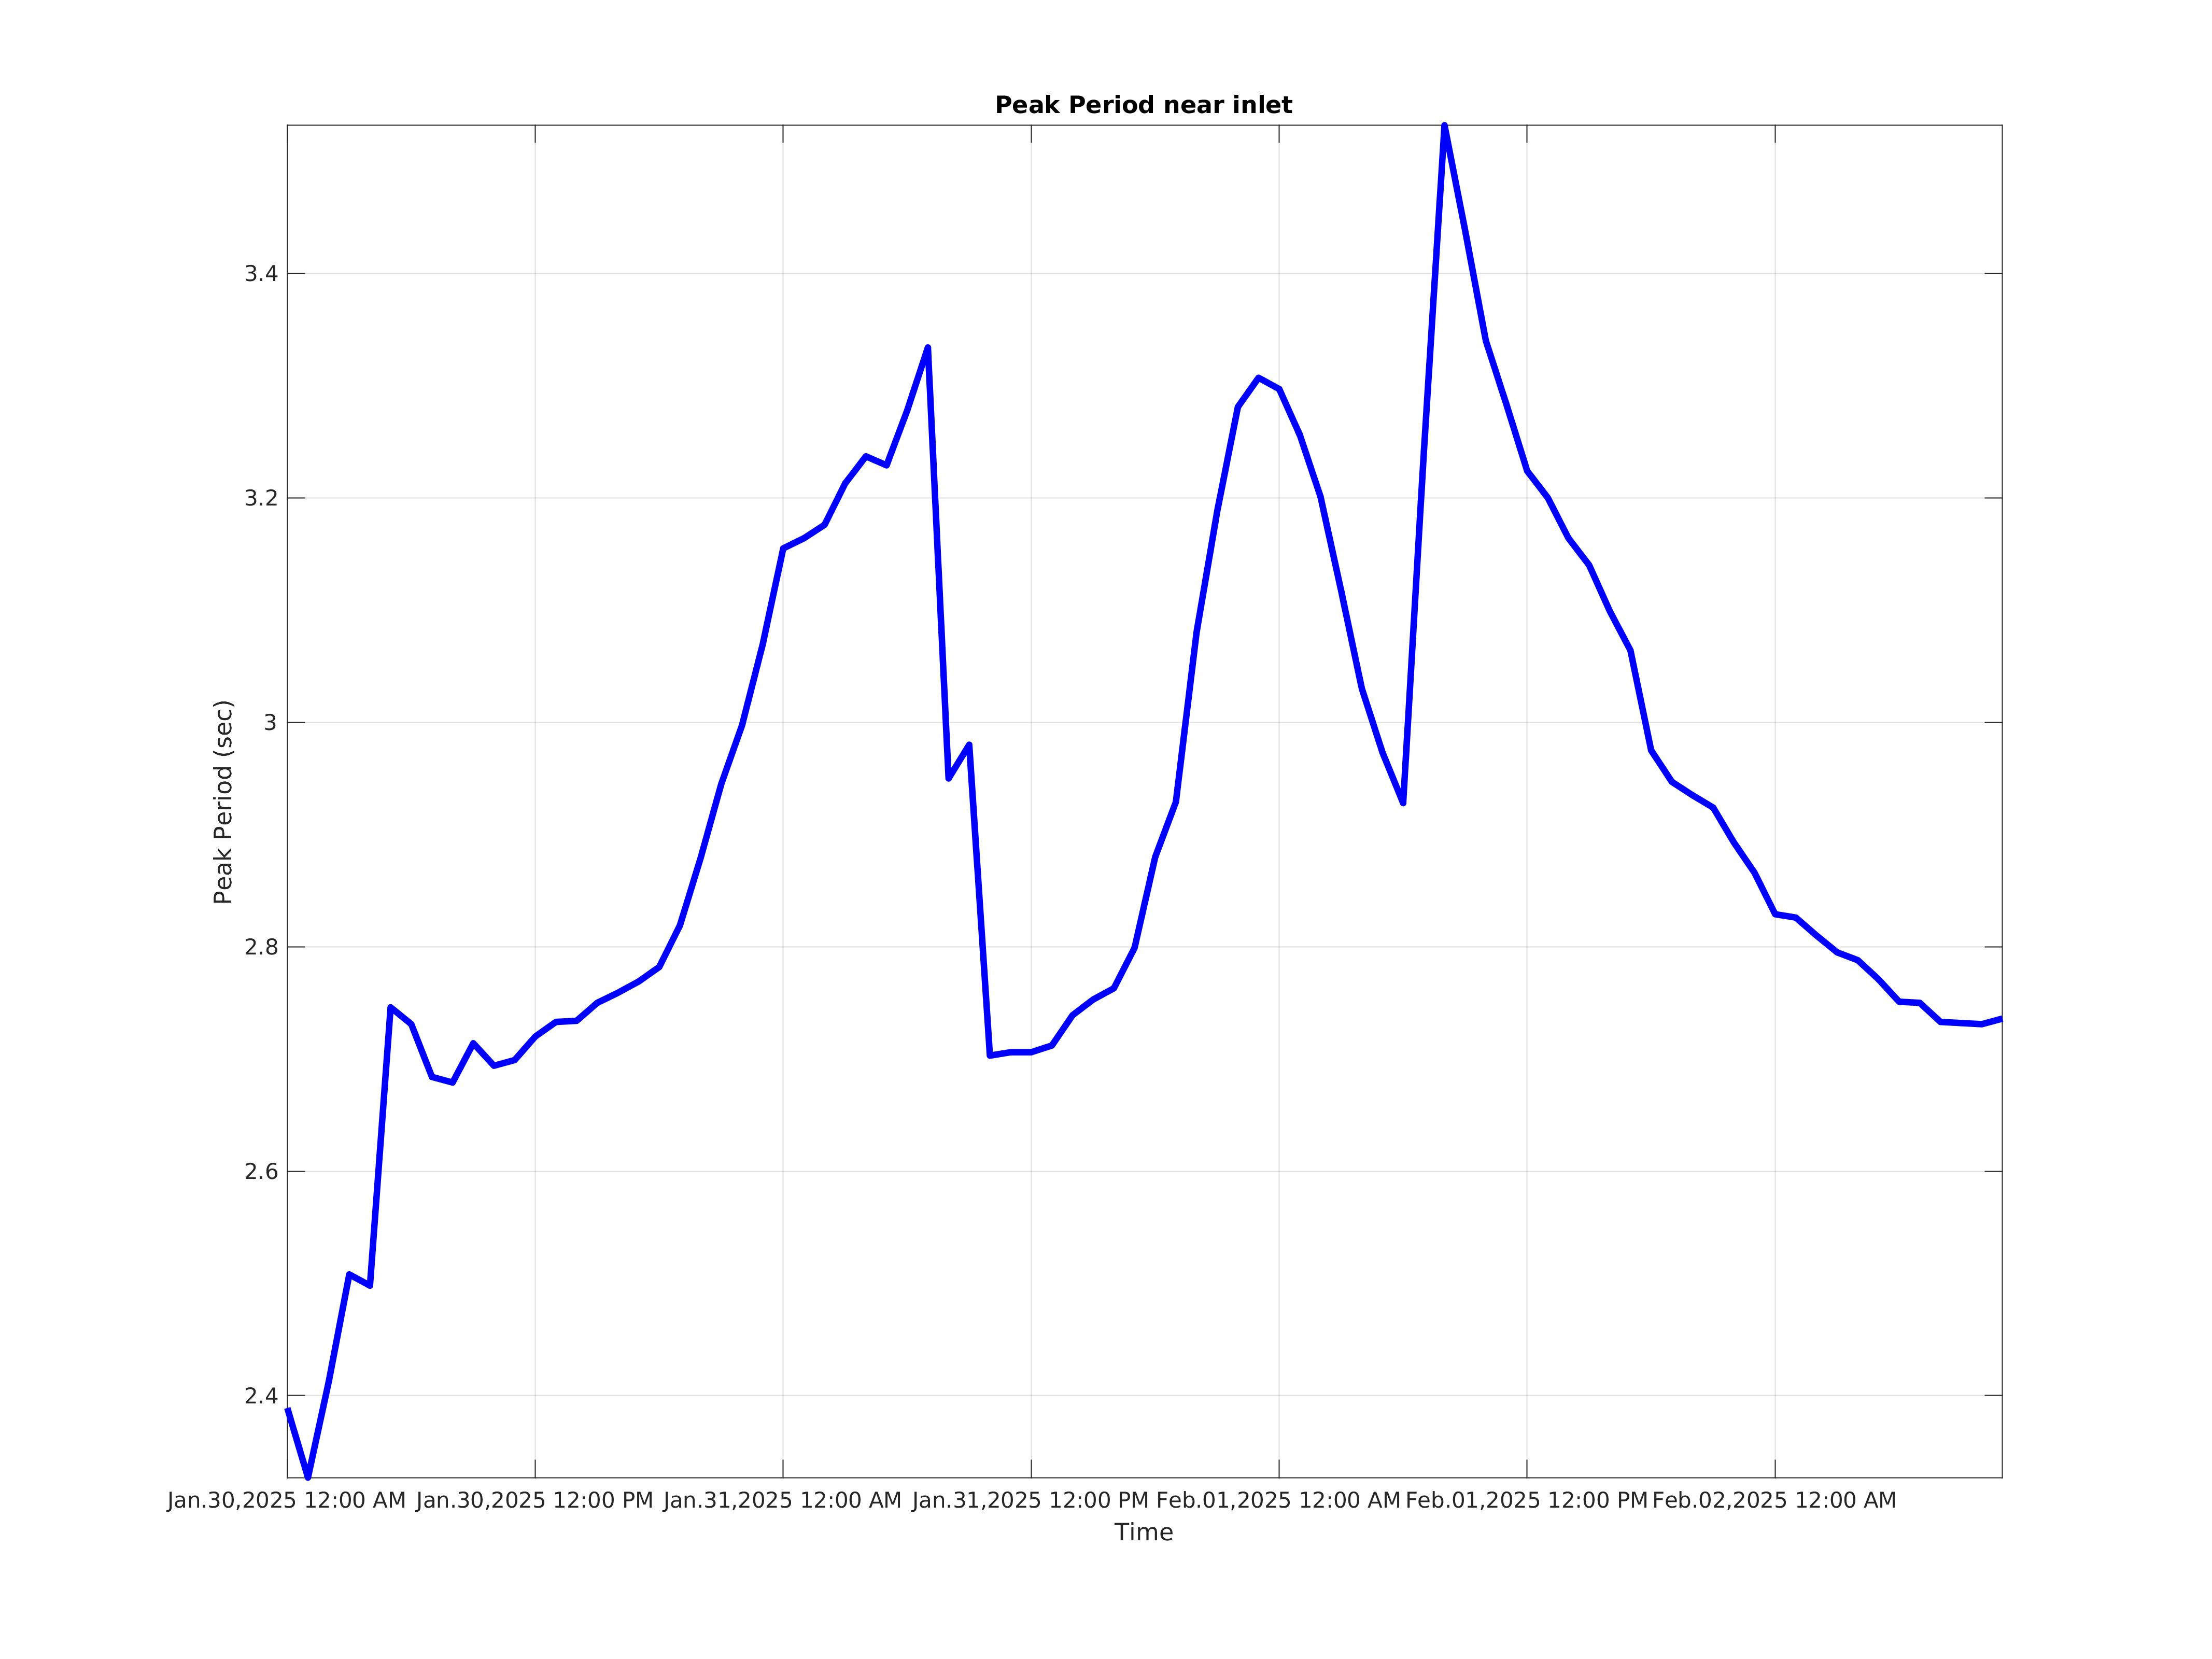 Peak Period near inlet
3.4
3.2
3
2.8
2.6
2.4
Peak Period (sec)
Jan.30,2025 12:00 AM Jan.30,2025 12:00 PM Jan.31,2025 12:00 AM Jan.31,2025 12:00 PM Feb.01,2025 12:00 AM Feb.01,2025 12:00 PM Feb.02,2025 12:00 AM
Time